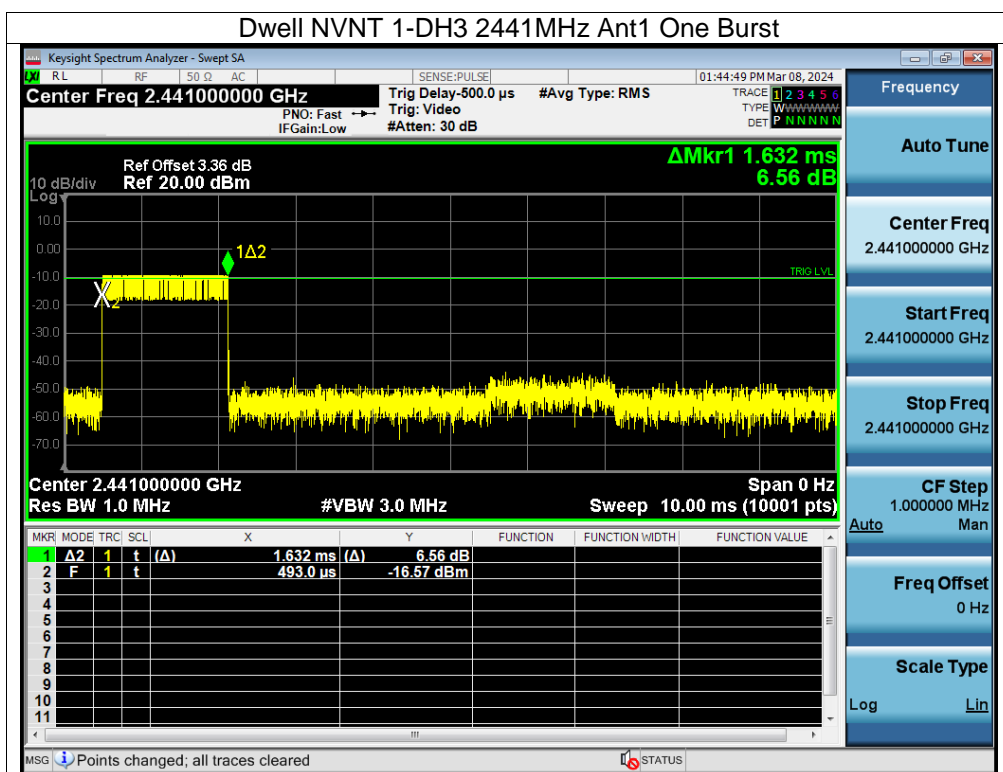 Dwell NVNT 1-DH3 2441MHz Ant1 One Burst
Keysight Spectrum Analyzer - Swept SA
LXI RL RF 50 Ω AC SENSE:PULSE 01:44:49 PM Mar 08, 2024
Center Freq 2.441000000 GHz Trig Delay-500.0 µs #Avg Type: RMS TRACE 1 2 3 4 5 6
PNO: Fast Trig: Video TYPE WWWWWW
IFGain:Low #Atten: 30 dB DET P N N N N N
ΔMkr1 1.632 ms
6.56 dB
Ref Offset 3.36 dB
10 dB/div Ref 20.00 dBm
Log
10.0
0.00
-10.0
-20.0
-30.0
-40.0
-50.0
-60.0
-70.0
1Δ2
TRIG LVL
2
Center 2.441000000 GHz Span 0 Hz
Res BW 1.0 MHz #VBW 3.0 MHz Sweep 10.00 ms (10001 pts)
MKR MODE TRC SCL X Y FUNCTION FUNCTION WIDTH FUNCTION VALUE
1 Δ2 1 t (Δ) 1.632 ms (Δ) 6.56 dB
2 F 1 t 493.0 µs -16.57 dBm
3
4
5
6
7
8
9
10
11
MSG Points changed; all traces cleared STATUS
Frequency
Auto Tune
Center Freq
2.441000000 GHz
Start Freq
2.441000000 GHz
Stop Freq
2.441000000 GHz
CF Step
1.000000 MHz
Auto Man
Freq Offset
0 Hz
Scale Type
Log Lin